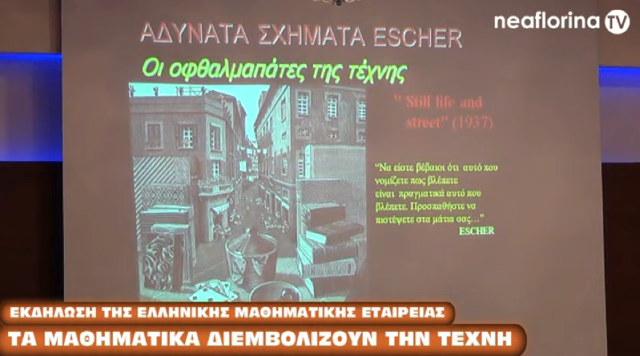 neaflorina TV
ΑΔΥΝΑΤΑ ΣΧΗΜΑΤΑ ESCHER
Οι οφθαλμαπάτες της τέχνης
" Still life and
street" (1937)
"Να είστε βέβαιοι ότι αυτό που
νομίζετε πως βλέπετε
είναι πραγματικά αυτό που
βλέπετε. Προσπαθήστε να
πιστέψετε στα μάτια σας..."
ESCHER
ΕΚΔΗΛΩΣΗ ΤΗΣ ΕΛΛΗΝΙΚΗΣ ΜΑΘΗΜΑΤΙΚΗΣ ΕΤΑΙΡΕΙΑΣ
ΤΑ ΜΑΘΗΜΑΤΙΚΑ ΔΙΕΜΒΟΛΙΖΟΥΝ ΤΗΝ ΤΕΧΝΗ